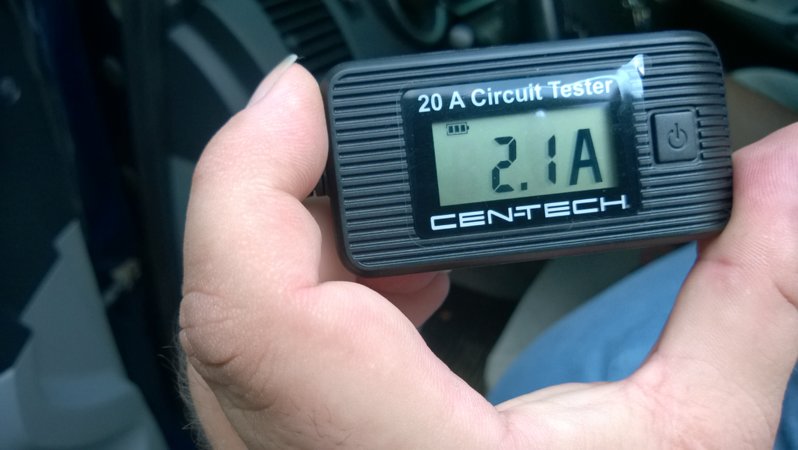 20 A Circuit Tester
2.1A
CEN-TECH